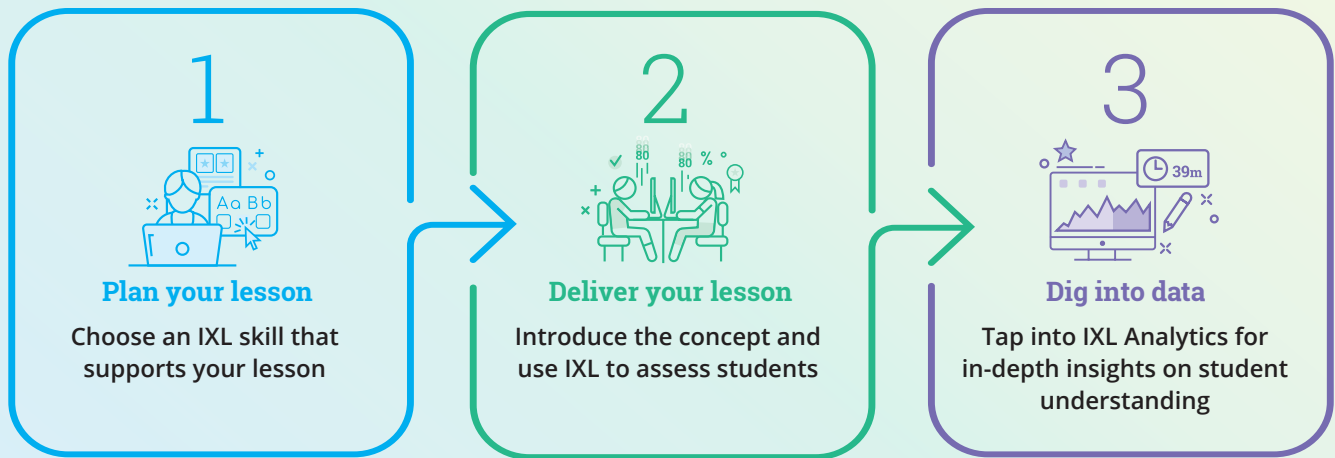 1
Aa Bb
Plan your lesson
Choose an IXL skill that
supports your lesson
2
80
80
%
Deliver your lesson
Introduce the concept and
use IXL to assess students
3
39m
Dig into data
Tap into IXL Analytics for
in-depth insights on student
understanding